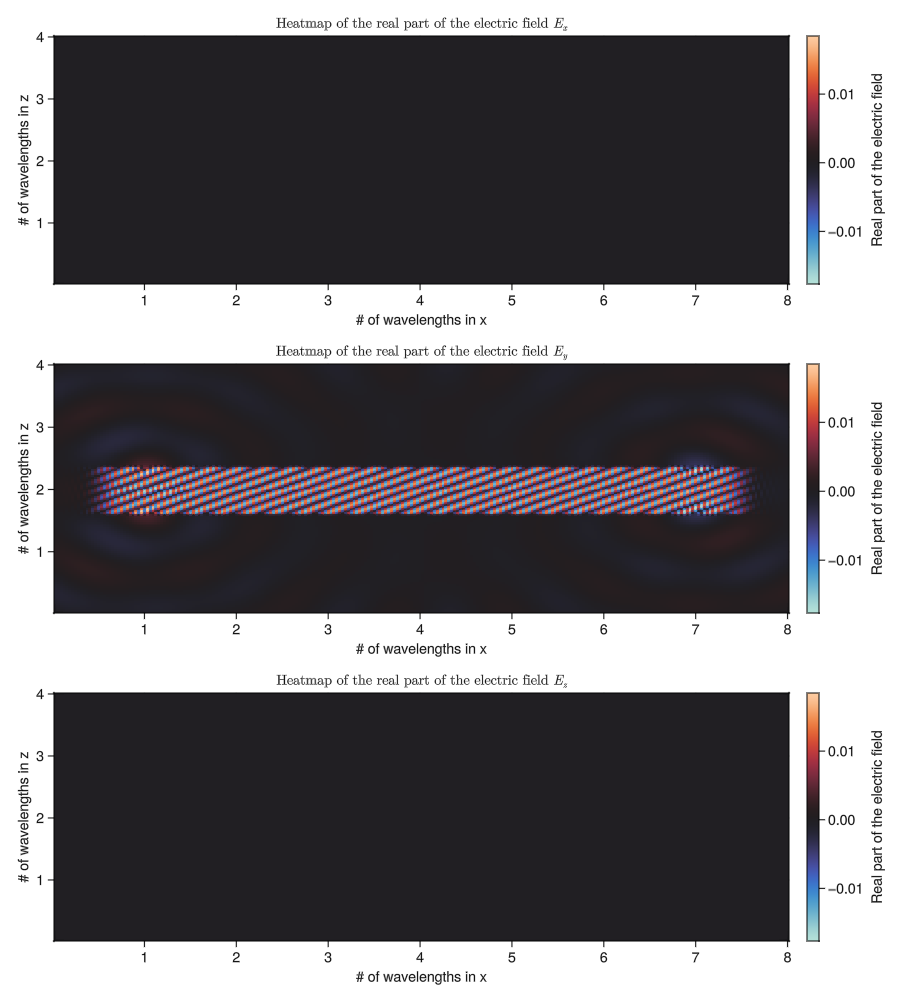 Heatmap of the real part of the electric field Ex
4
3
2
1
# of wavelengths in z
1 2 3 4 5 6 7 8
# of wavelengths in x
0.01
0.00
−0.01
Real part of the electric field
Heatmap of the real part of the electric field Ey
4
3
2
1
# of wavelengths in z
1 2 3 4 5 6 7 8
# of wavelengths in x
0.01
0.00
−0.01
Real part of the electric field
Heatmap of the real part of the electric field Ez
4
3
2
1
# of wavelengths in z
1 2 3 4 5 6 7 8
# of wavelengths in x
0.01
0.00
−0.01
Real part of the electric field